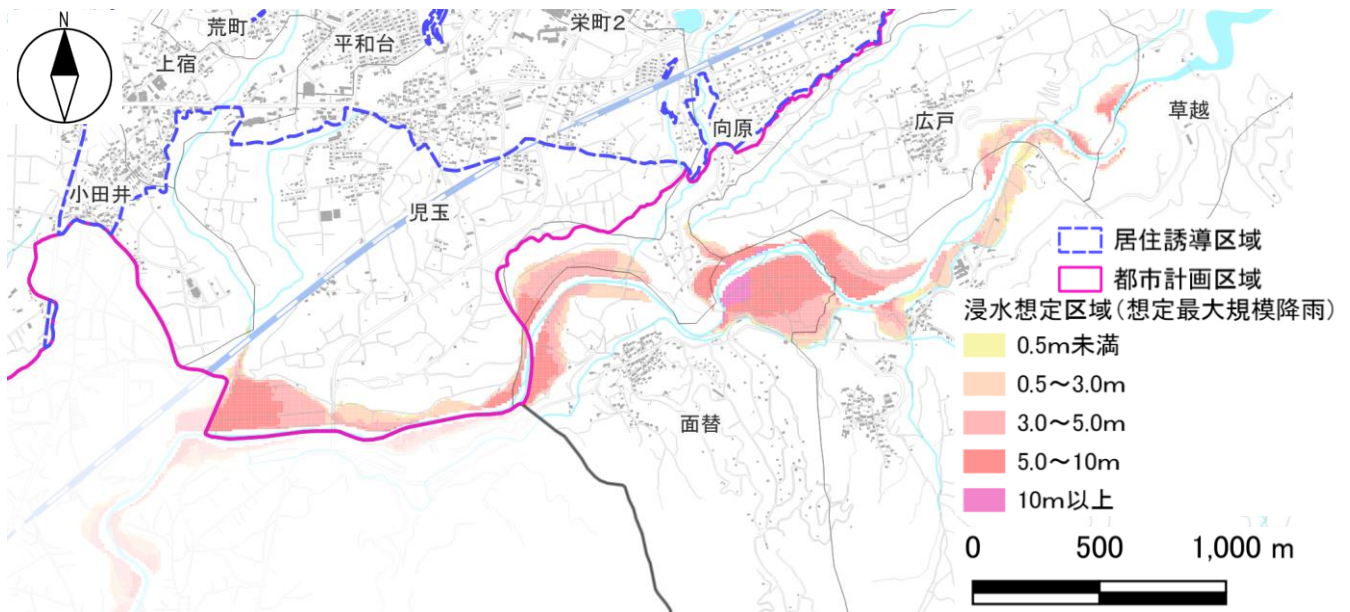 N
荒町
上宿
平和台
栄町2
小田井
児玉
向原
広戸
草越
面替
居住誘導区域
都市計画区域
浸水想定区域(想定最大規模降雨)
0.5m未満
0.5～3.0m
3.0～5.0m
5.0～10m
10m以上
0 500 1,000 m